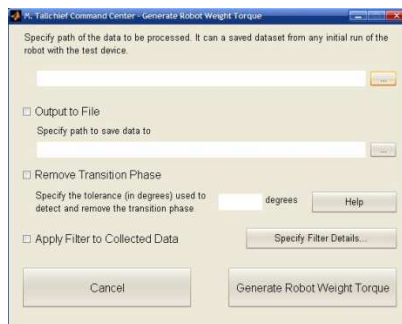 M. Tallchief Command Center - Generate Robot Weight Torque
Specify path of the data to be processed. It can a saved dataset from any initial run of the
robot with the test device.
...
Output to File
Specify path to save data to
...
Remove Transition Phase
Specify the tolerance (in degrees) used to
detect and remove the transition phase
degrees
Help
Apply Filter to Collected Data
Specify Filter Details...
Cancel
Generate Robot Weight Torque